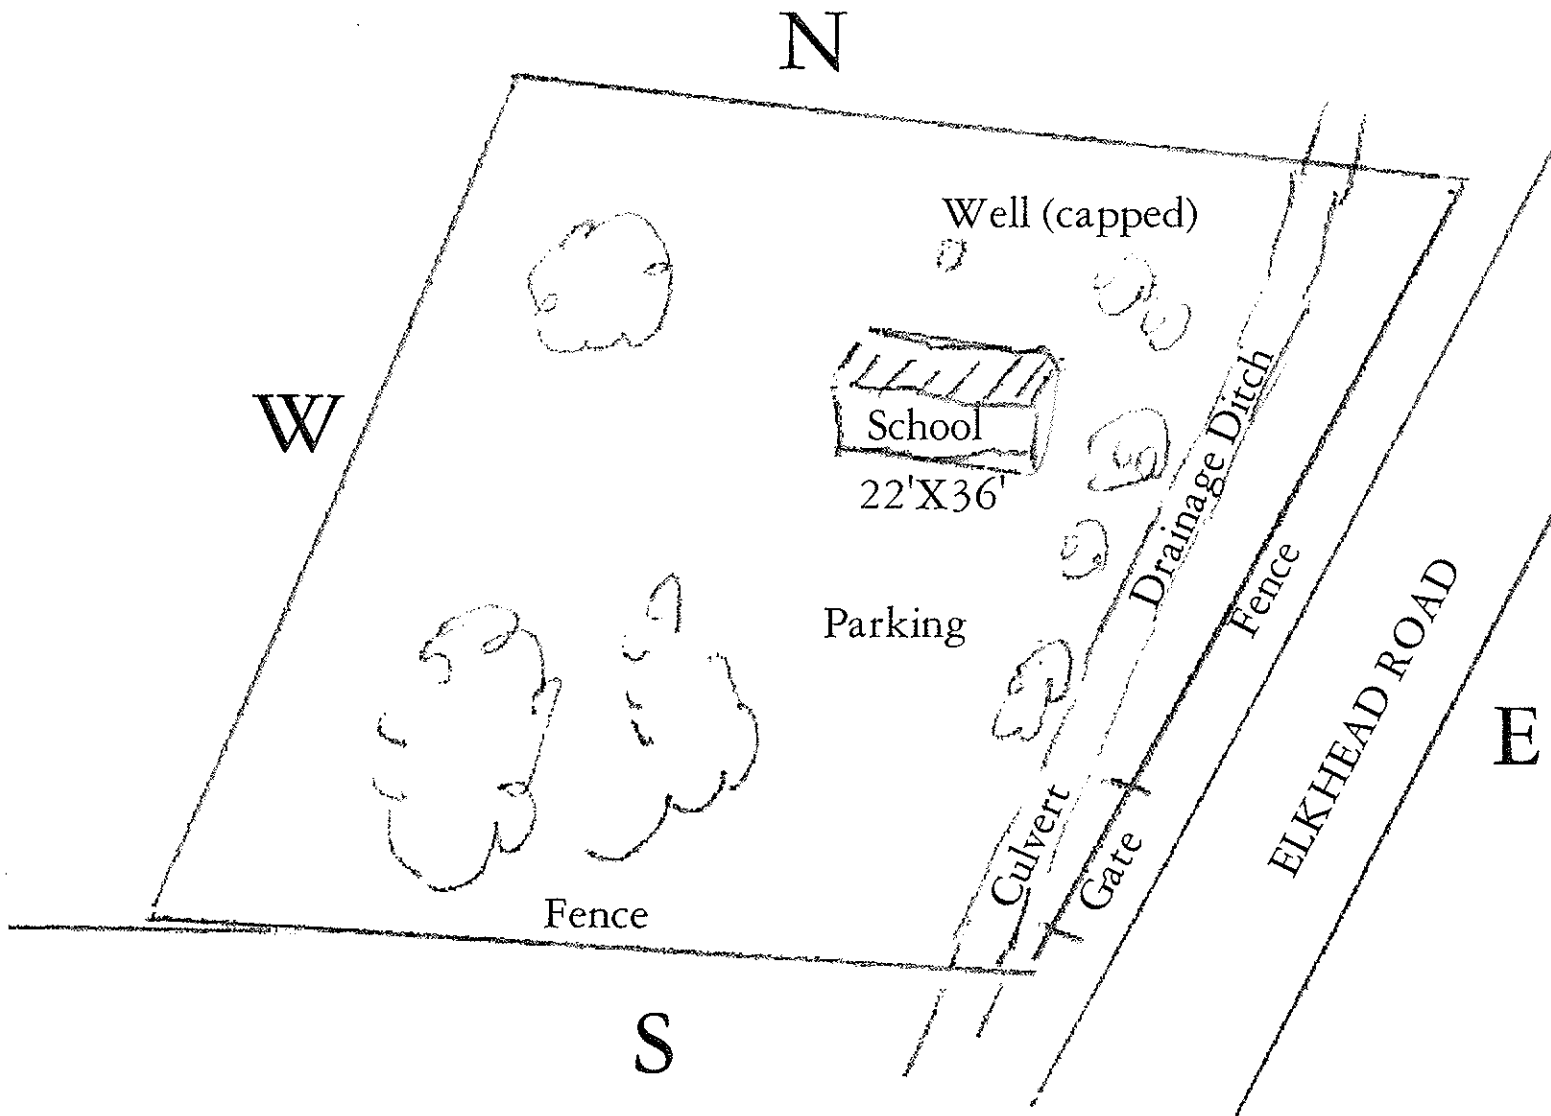 N
Well (capped)
W
School
22'X36'
Drainage Ditch
Fence
Parking
ELKHEAD ROAD
E
Culvert
Gate
Fence
S